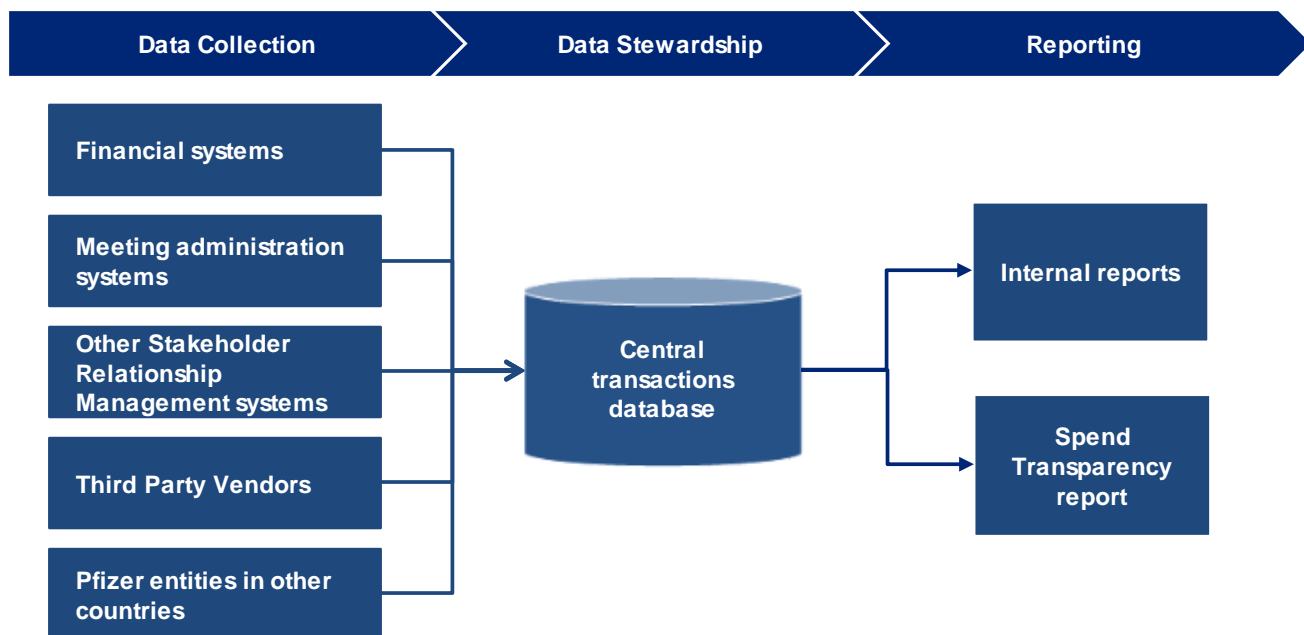 Data Collection
Data Stewardship
Reporting
Financial systems
Meeting administration
systems
Other Stakeholder
Relationship
Management systems
Third Party Vendors
Pfizer entities in other
countries
Central
transactions
database
Internal reports
Spend
Transparency
report